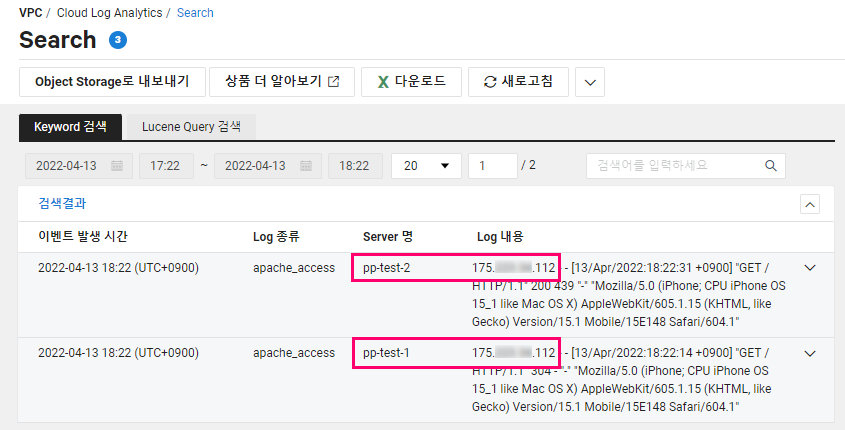 VPC / Cloud Log Analytics / Search
Search 3
Object Storage로 내보내기 상품 더 알아보기 다운로드 새로고침
Keyword 검색 Lucene Query 검색
2022-04-13 17:22 ~ 2022-04-13 18:22 20 1 / 2 검색어를 입력하세요
검색결과
이벤트 발생 시간 Log 종류 Server 명 Log 내용
2022-04-13 18:22 (UTC+0900) apache_access pp-test-2 175. .112 - - [13/Apr/2022:18:22:31 +0900] "GET /
HTTP/1.1" 200 439 "-" "Mozilla/5.0 (iPhone; CPU iPhone OS
15_1 like Mac OS X) AppleWebKit/605.1.15 (KHTML, like
Gecko) Version/15.1 Mobile/15E148 Safari/604.1"
2022-04-13 18:22 (UTC+0900) apache_access pp-test-1 175. .112 - - [13/Apr/2022:18:22:14 +0900] "GET /
HTTP/1.1" 304 - "-" "Mozilla/5.0 (iPhone; CPU iPhone OS
15_1 like Mac OS X) AppleWebKit/605.1.15 (KHTML, like
Gecko) Version/15.1 Mobile/15E148 Safari/604.1"